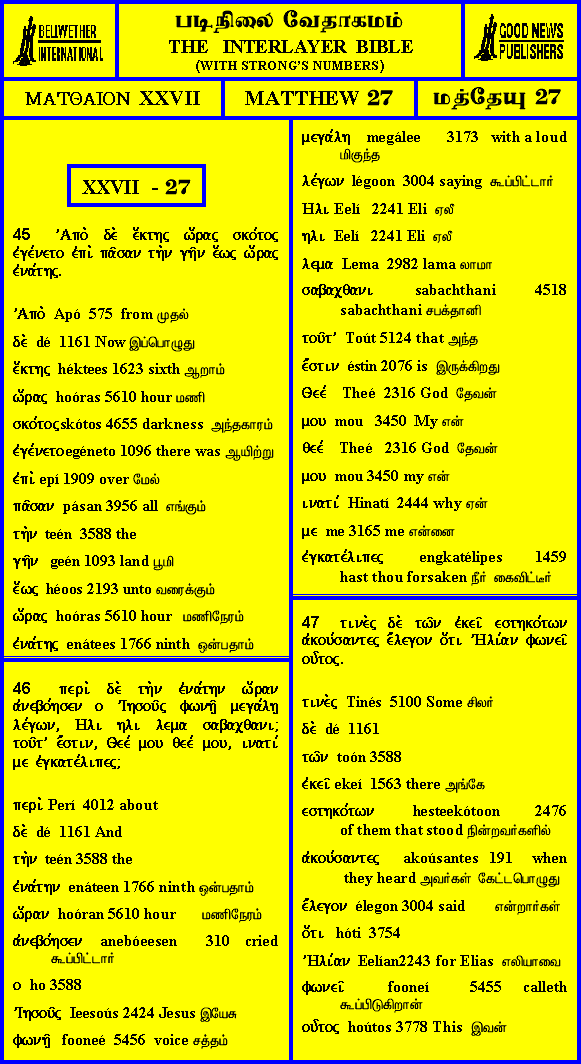 BELLWETHER
INTERNATIONAL
படிநிலை வேதாகமம்
THE INTERLAYER BIBLE
(WITH STRONG'S NUMBERS)
GOOD NEWS
PUBLISHERS
ΜΑΤΘΑΙΟΝ XXVII
MATTHEW 27
மத்தேயு 27
XXVII - 27
45 Ἀπὸ δὲ ἕκτης ὥρας σκότος
ἐγένετο ἐπὶ πᾶσαν τὴν γῆν ἕως ὥρας
ἐνάτης.
Ἀπὸ Apó 575 from முதல்
δὲ dé 1161 Now இப்பொழுது
ἕκτης héktees 1623 sixth ஆறாம்
ὥρας hoóras 5610 hour மணி
σκότος skótos 4655 darkness அந்தகாரம்
ἐγένετο egéneto 1096 there was ஆயிற்று
ἐπὶ epí 1909 over மேல்
πᾶσαν pásan 3956 all எங்கும்
τὴν teén 3588 the
γῆν geén 1093 land பூமி
ἕως héoos 2193 unto வரைக்கும்
ὥρας hoóras 5610 hour மணிநேரம்
ἐνάτης enátees 1766 ninth ஒன்பதாம்
46 περὶ δὲ τὴν ἐνάτην ὥραν
ἀνεβόησεν ο Ἰησοῦς φωνῇ μεγάλῃ
λέγων, Ηλι ηλι λεμα σαβαχθανι;
τοῦτ' ἔστιν, Θεέ μου θεέ μου, ινατί
με ἐγκατέλιπες;
περὶ Perí 4012 about
δὲ dé 1161 And
τὴν teén 3588 the
ἐνάτην enáteen 1766 ninth ஒன்பதாம்
ὥραν hoóran 5610 hour மணிநேரம்
ἀνεβόησεν anebóeesen 310 cried
கூப்பிட்டார்
ο ho 3588
Ἰησοῦς Ieesoús 2424 Jesus இயேசு
φωνῇ fooneé 5456 voice சத்தம்
μεγάλη megálee 3173 with a loud
மிகுந்த
λέγων légoon 3004 saying கூப்பிட்டார்
Ηλι Eelí 2241 Eli ஏலீ
ηλι Eelí 2241 Eli ஏலீ
λεμα Lema 2982 lama லாமா
σαβαχθανι sabachthani 4518
sabachthani சபக்தானி
τοῦτ' Toút 5124 that அந்த
ἔστιν éstin 2076 is இருக்கிறது
Θεέ Theé 2316 God தேவன்
μου mou 3450 My என்
θεέ Theé 2316 God தேவன்
μου mou 3450 my என்
ινατί Hinatí 2444 why ஏன்
με me 3165 me என்னை
ἐγκατέλιπες engkatélipes 1459
hast thou forsaken நீர் கைவிட்டீர்
47 τινὲς δὲ τῶν ἐκεῖ εστηκότων
ἀκούσαντες ἔλεγον ὅτι Ἠλίαν φωνεῖ
οὗτος.
τινὲς Tinés 5100 Some சிலர்
δὲ dé 1161
τῶν toón 3588
ἐκεῖ ekeí 1563 there அங்கே
εστηκότων hesteekótoon 2476
of them that stood நின்றவர்களில்
ἀκούσαντες akoúsantes 191 when
they heard அவர்கள் கேட்டபொழுது
ἔλεγον élegon 3004 said என்றார்கள்
ὅτι hóti 3754
Ἠλίαν Eelían2243 for Elias எலியாவை
φωνεῖ fooneí 5455 calleth
கூப்பிடுகிறான்
οὗτος hoútos 3778 This இவன்